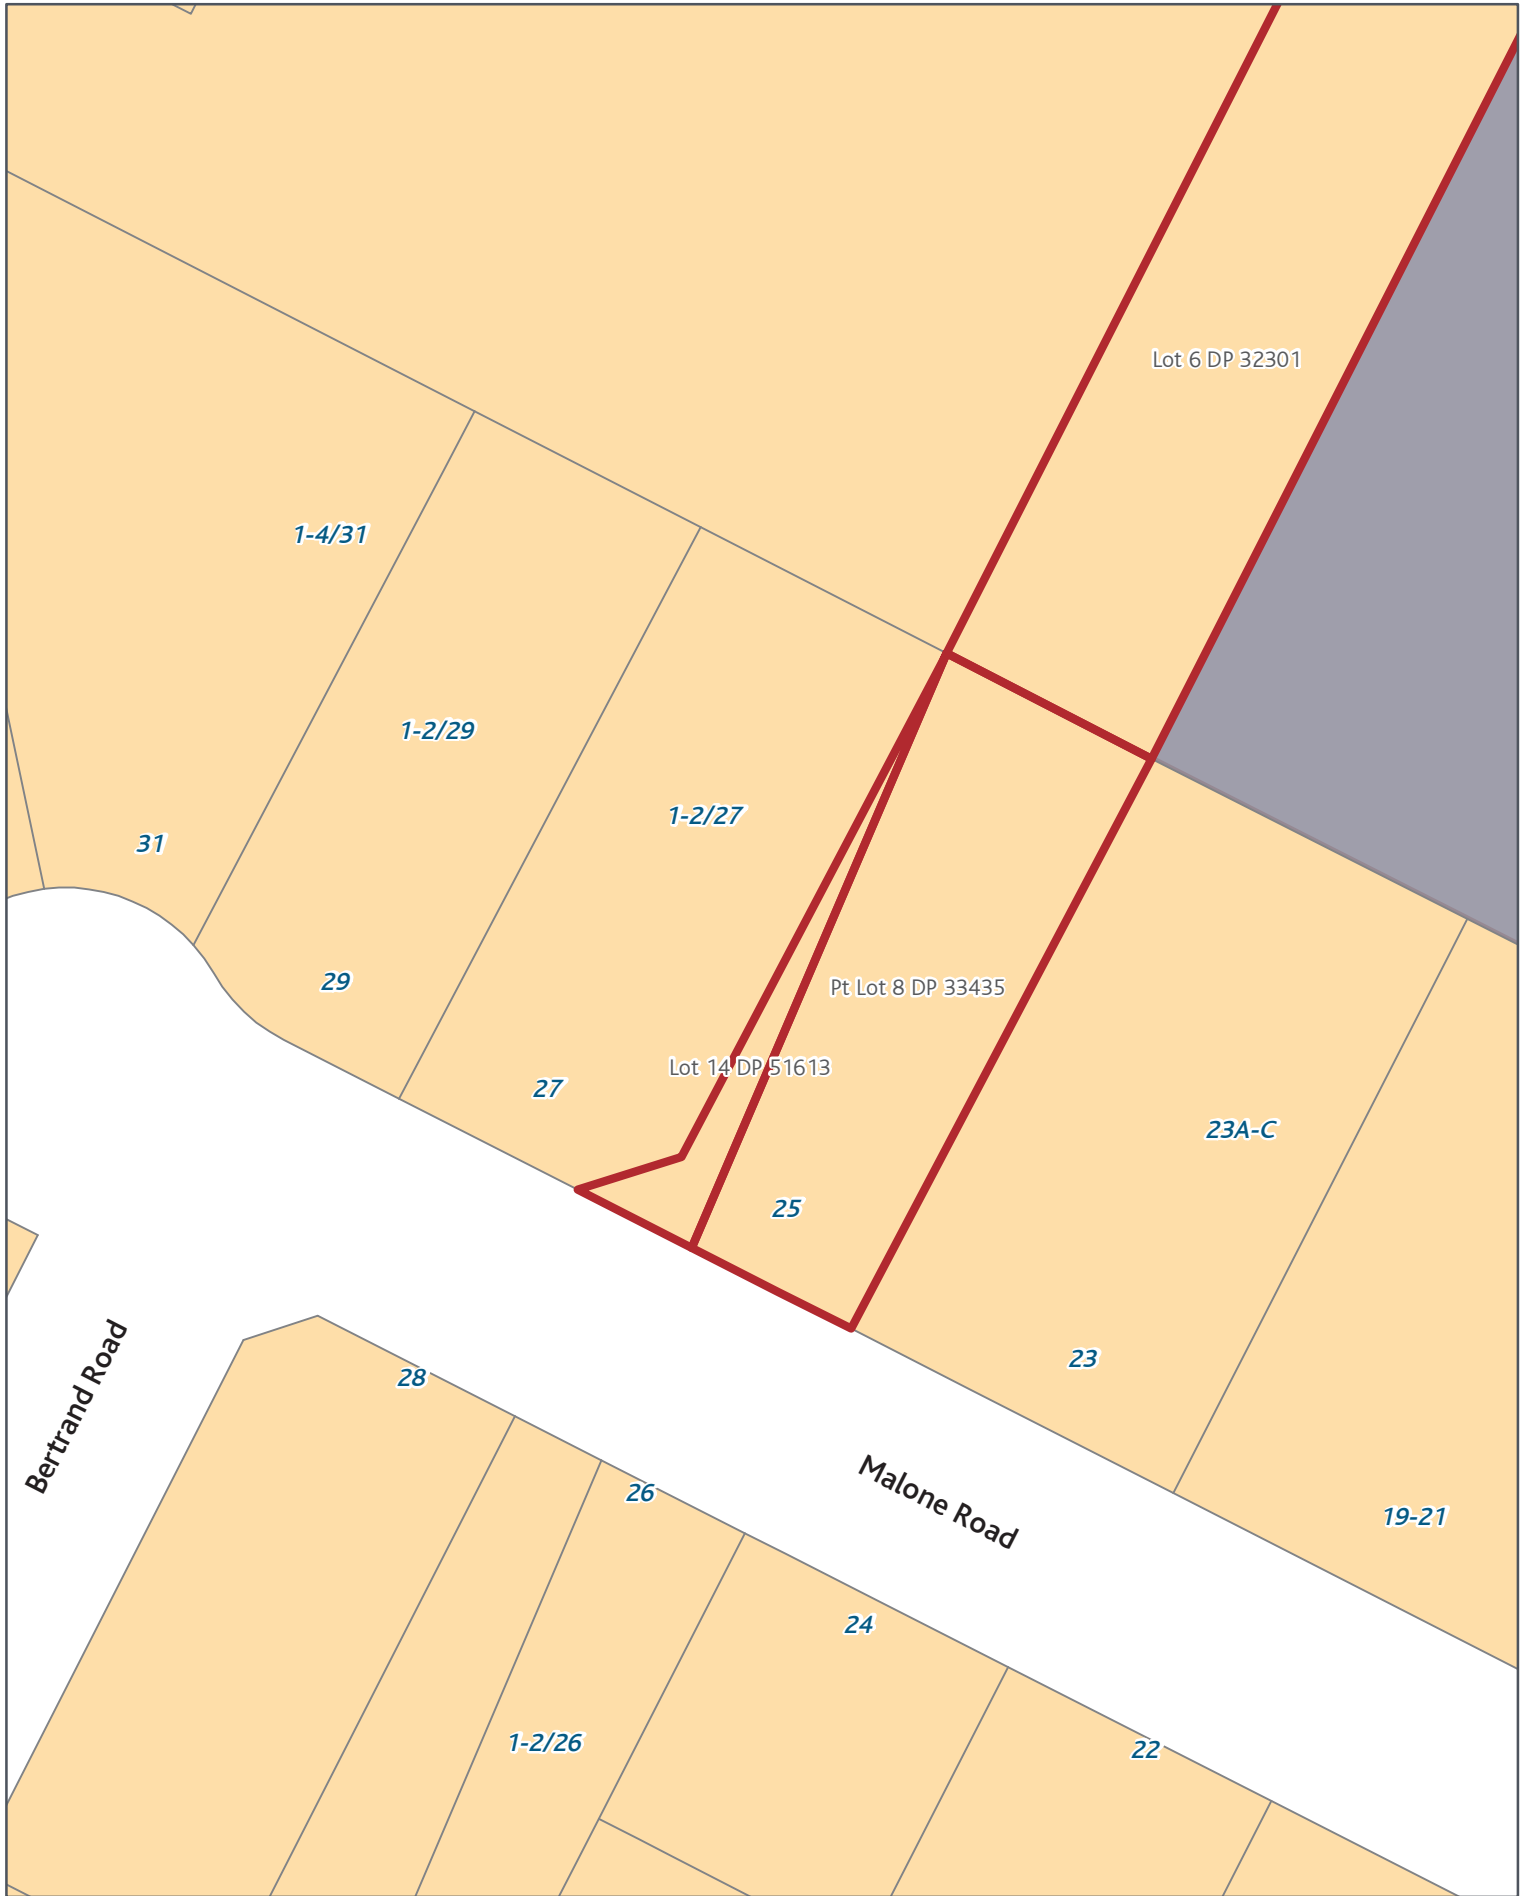 Lot 6 DP 32301
1-4/31
1-2/29
1-2/27
31
29
Pt Lot 8 DP 33435
Lot 14 DP 51613
27
23A-C
25
23
Bertrand Road
28
26
Malone Road
19-21
24
1-2/26
22